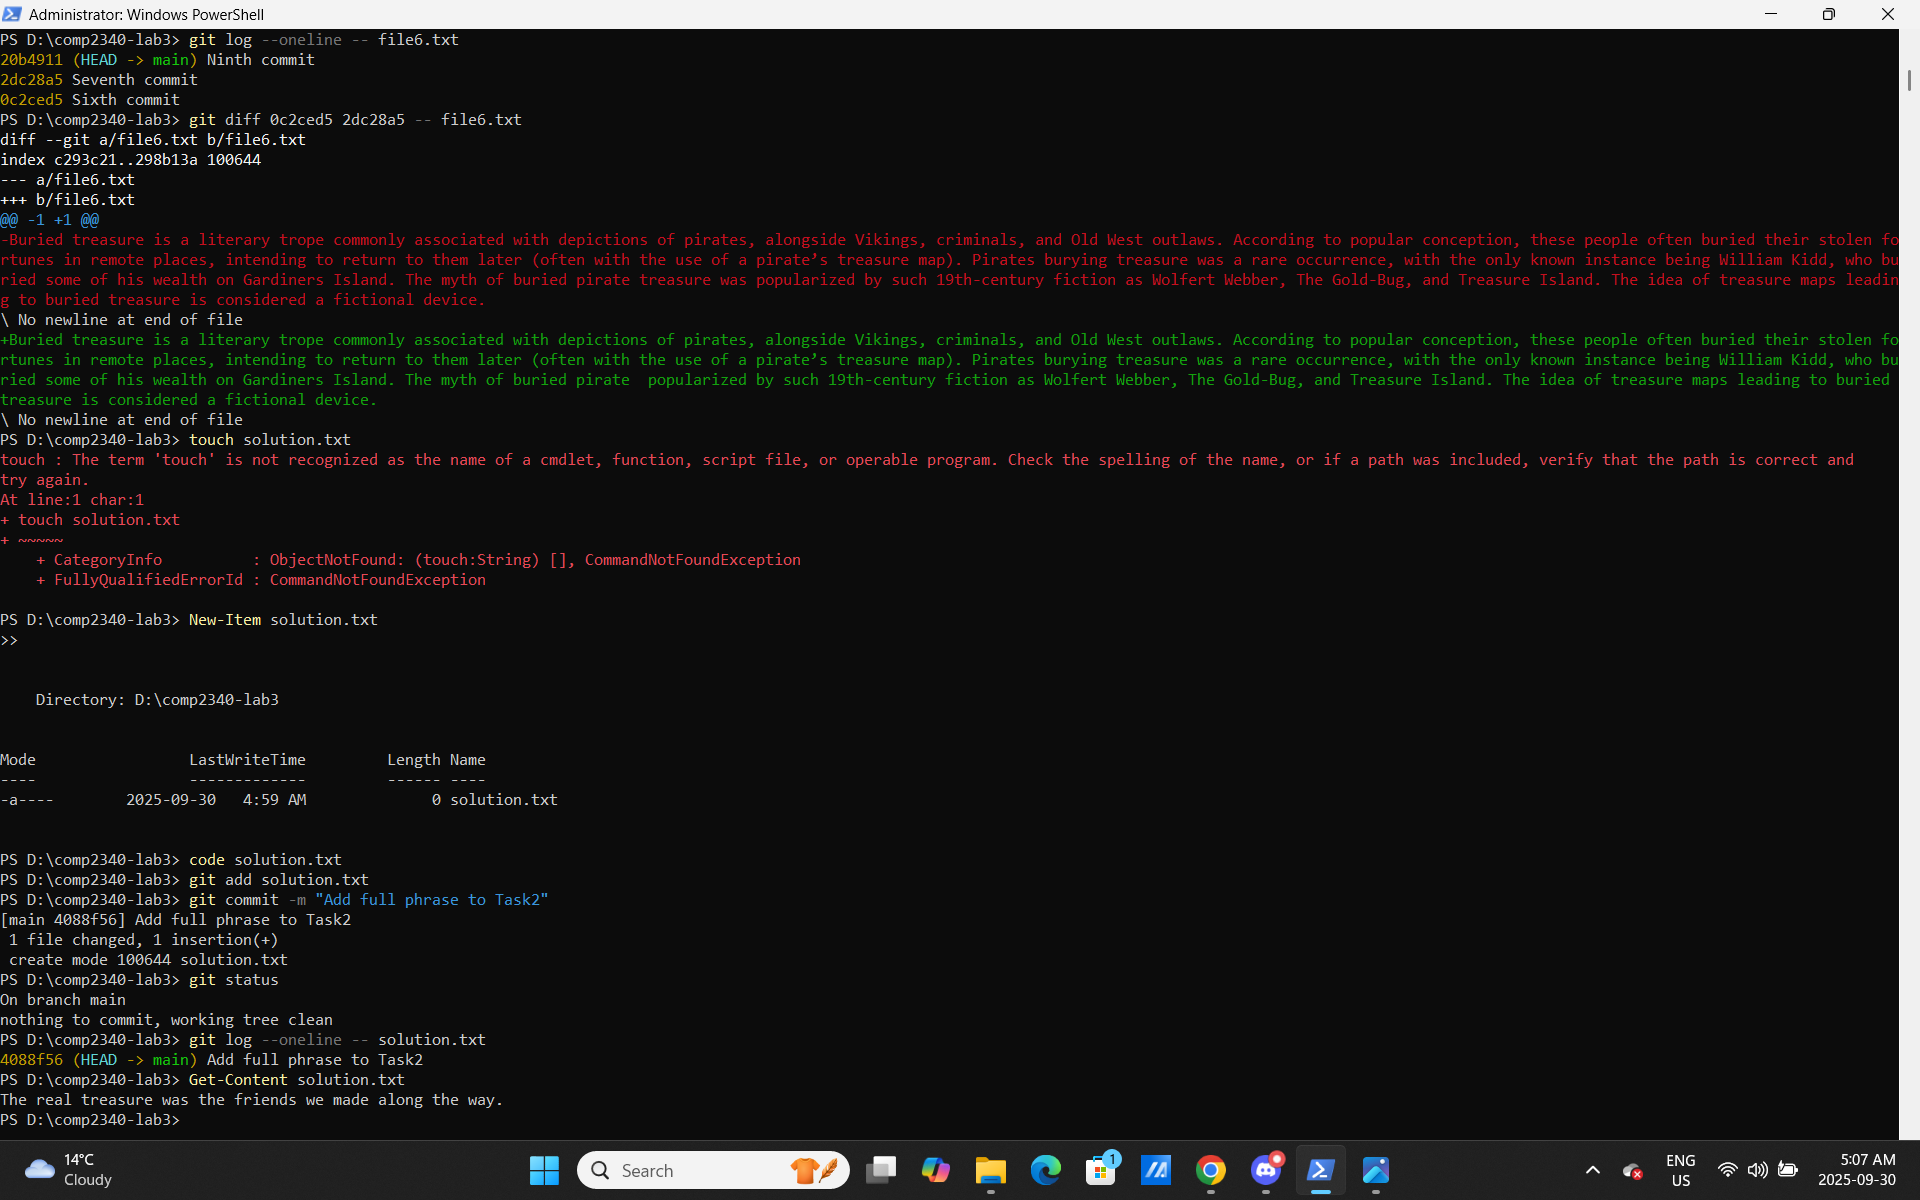 Administrator: Windows PowerShell
PS D:\comp2340-lab3> git log --oneline -- file6.txt
20b4911 (HEAD -> main) Ninth commit
2dc28a5 Seventh commit
0c2ced5 Sixth commit
PS D:\comp2340-lab3> git diff 0c2ced5 2dc28a5 -- file6.txt
diff --git a/file6.txt b/file6.txt
index c293c21..298b13a 100644
--- a/file6.txt
+++ b/file6.txt
@@ -1 +1 @@
-Buried treasure is a literary trope commonly associated with depictions of pirates, alongside Vikings, criminals, and Old West outlaws. According to popular conception, these people often buried their stolen fo
rtunes in remote places, intending to return to them later (often with the use of a pirate’s treasure map). Pirates burying treasure was a rare occurrence, with the only known instance being William Kidd, who bu
ried some of his wealth on Gardiners Island. The myth of buried pirate treasure was popularized by such 19th-century fiction as Wolfert Webber, The Gold-Bug, and Treasure Island. The idea of treasure maps leadin
g to buried treasure is considered a fictional device.
\ No newline at end of file
+Buried treasure is a literary trope commonly associated with depictions of pirates, alongside Vikings, criminals, and Old West outlaws. According to popular conception, these people often buried their stolen fo
rtunes in remote places, intending to return to them later (often with the use of a pirate’s treasure map). Pirates burying treasure was a rare occurrence, with the only known instance being William Kidd, who bu
ried some of his wealth on Gardiners Island. The myth of buried pirate  popularized by such 19th-century fiction as Wolfert Webber, The Gold-Bug, and Treasure Island. The idea of treasure maps leading to buried
treasure is considered a fictional device.
\ No newline at end of file
PS D:\comp2340-lab3> touch solution.txt
touch : The term 'touch' is not recognized as the name of a cmdlet, function, script file, or operable program. Check the spelling of the name, or if a path was included, verify that the path is correct and
try again.
At line:1 char:1
+ touch solution.txt
+ ~~~~~
    + CategoryInfo          : ObjectNotFound: (touch:String) [], CommandNotFoundException
    + FullyQualifiedErrorId : CommandNotFoundException
PS D:\comp2340-lab3> New-Item solution.txt
>>
    Directory: D:\comp2340-lab3
Mode                 LastWriteTime         Length Name
----                 -------------         ------ ----
-a----        2025-09-30   4:59 AM              0 solution.txt
PS D:\comp2340-lab3> code solution.txt
PS D:\comp2340-lab3> git add solution.txt
PS D:\comp2340-lab3> git commit -m "Add full phrase to Task2"
[main 4088f56] Add full phrase to Task2
 1 file changed, 1 insertion(+)
 create mode 100644 solution.txt
PS D:\comp2340-lab3> git status
On branch main
nothing to commit, working tree clean
PS D:\comp2340-lab3> git log --oneline -- solution.txt
4088f56 (HEAD -> main) Add full phrase to Task2
PS D:\comp2340-lab3> Get-Content solution.txt
The real treasure was the friends we made along the way.
PS D:\comp2340-lab3>
14°C
Cloudy
Search
1
ENG
US
5:07 AM
2025-09-30